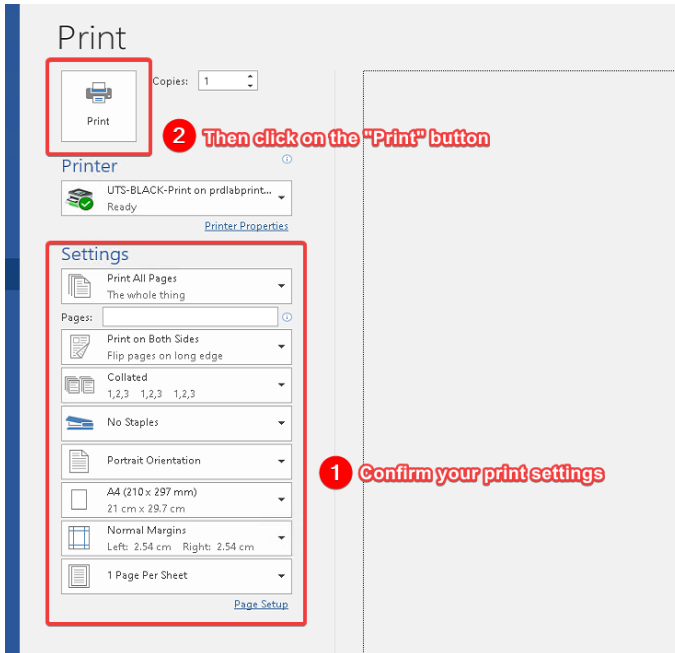 Print
Copies: 1
Print
2 Then click on the "Print" button
Printer
UTS-BLACK-Print on prdlabprint...
Ready
Printer Properties
Settings
Print All Pages
The whole thing
Pages:
Print on Both Sides
Flip pages on long edge
Collated
1,2,3 1,2,3 1,2,3
No Staples
Portrait Orientation
1 Confirm your print settings
A4 (210 x 297 mm)
21 cm x 29.7 cm
Normal Margins
Left: 2.54 cm Right: 2.54 cm
1 Page Per Sheet
Page Setup